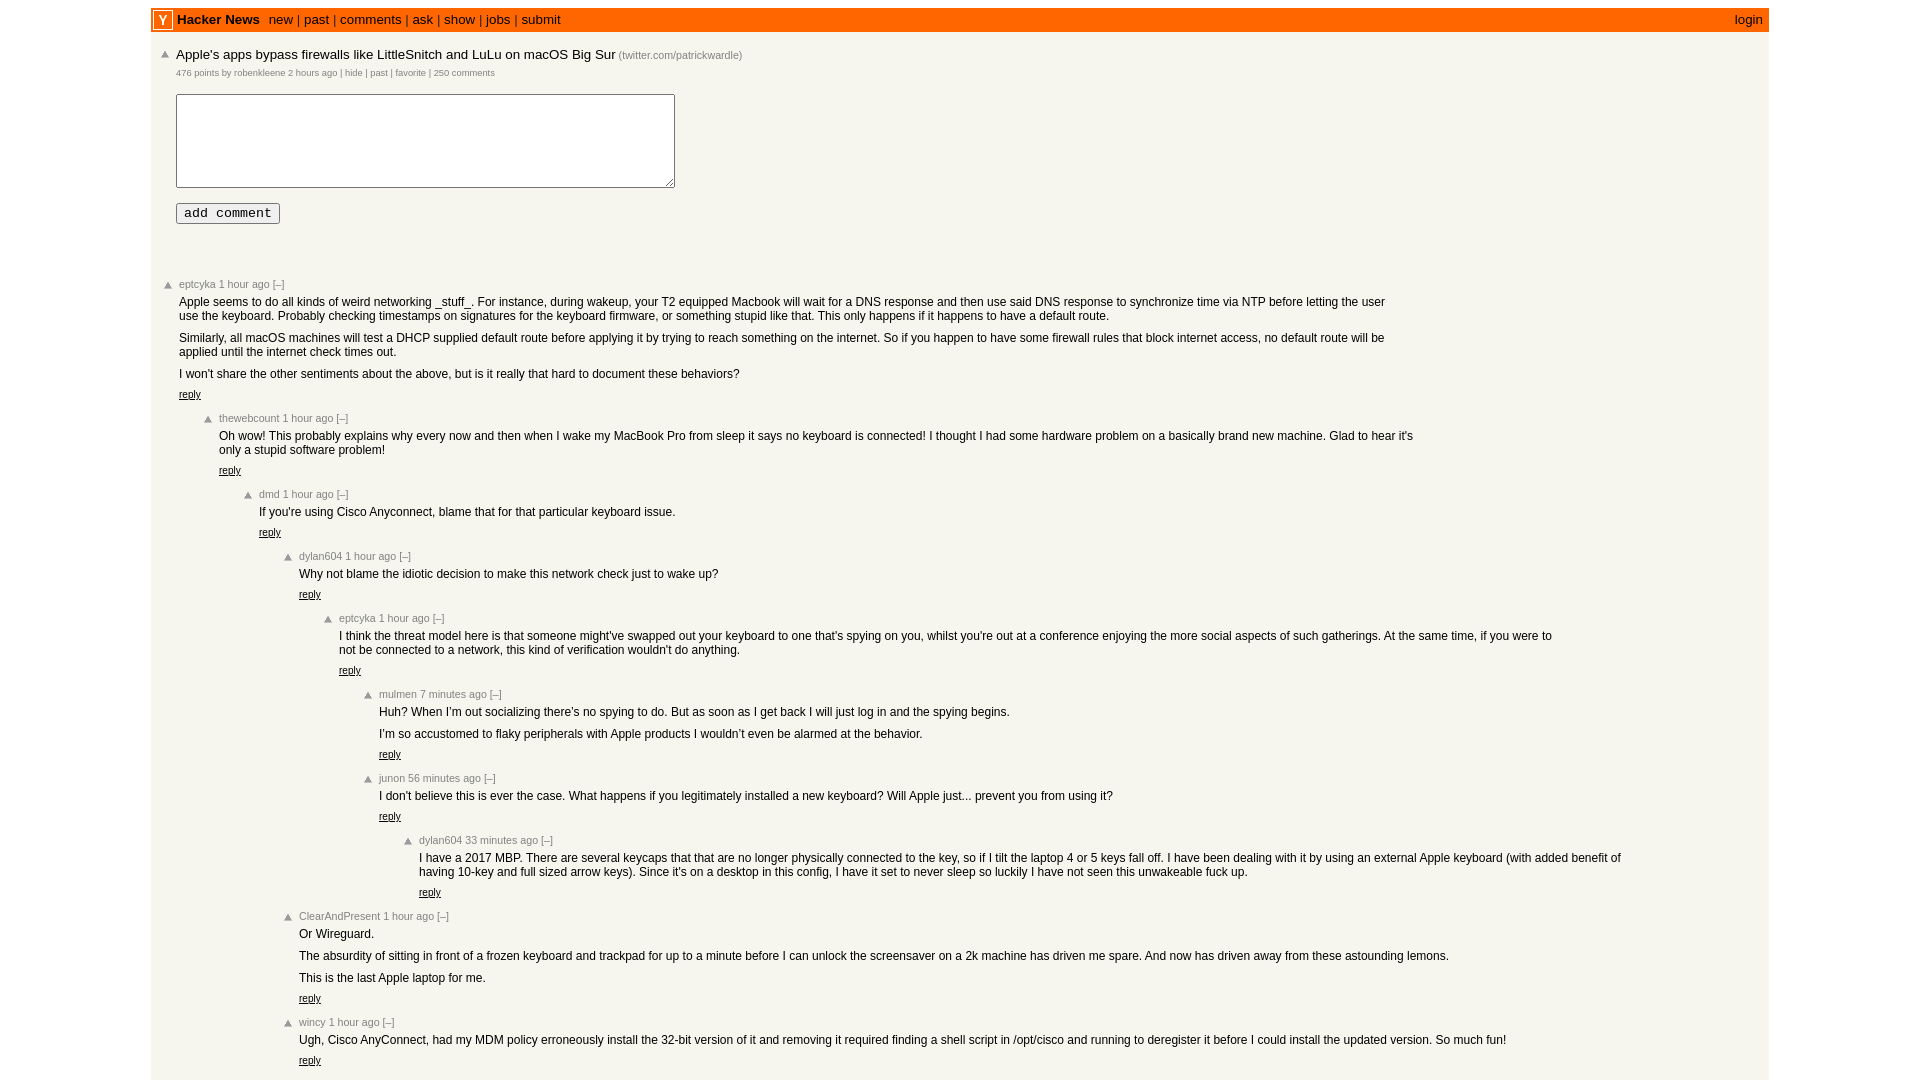 Y Hacker News new | past | comments | ask | show | jobs | submit login
Apple's apps bypass firewalls like LittleSnitch and LuLu on macOS Big Sur (twitter.com/patrickwardle)
476 points by robenkleene 2 hours ago | hide | past | favorite | 250 comments
add comment
eptcyka 1 hour ago [–]
Apple seems to do all kinds of weird networking _stuff_. For instance, during wakeup, your T2 equipped Macbook will wait for a DNS response and then use said DNS response to synchronize time via NTP before letting the user
use the keyboard. Probably checking timestamps on signatures for the keyboard firmware, or something stupid like that. This only happens if it happens to have a default route.
Similarly, all macOS machines will test a DHCP supplied default route before applying it by trying to reach something on the internet. So if you happen to have some firewall rules that block internet access, no default route will be
applied until the internet check times out.
I won't share the other sentiments about the above, but is it really that hard to document these behaviors?
reply
thewebcount 1 hour ago [–]
Oh wow! This probably explains why every now and then when I wake my MacBook Pro from sleep it says no keyboard is connected! I thought I had some hardware problem on a basically brand new machine. Glad to hear it's
only a stupid software problem!
reply
dmd 1 hour ago [–]
If you're using Cisco Anyconnect, blame that for that particular keyboard issue.
reply
dylan604 1 hour ago [–]
Why not blame the idiotic decision to make this network check just to wake up?
reply
eptcyka 1 hour ago [–]
I think the threat model here is that someone might've swapped out your keyboard to one that's spying on you, whilst you're out at a conference enjoying the more social aspects of such gatherings. At the same time, if you were to
not be connected to a network, this kind of verification wouldn't do anything.
reply
mulmen 7 minutes ago [–]
Huh? When I’m out socializing there’s no spying to do. But as soon as I get back I will just log in and the spying begins.
I’m so accustomed to flaky peripherals with Apple products I wouldn’t even be alarmed at the behavior.
reply
junon 56 minutes ago [–]
I don't believe this is ever the case. What happens if you legitimately installed a new keyboard? Will Apple just... prevent you from using it?
reply
dylan604 33 minutes ago [–]
I have a 2017 MBP. There are several keycaps that that are no longer physically connected to the key, so if I tilt the laptop 4 or 5 keys fall off. I have been dealing with it by using an external Apple keyboard (with added benefit of
having 10-key and full sized arrow keys). Since it's on a desktop in this config, I have it set to never sleep so luckily I have not seen this unwakeable fuck up.
reply
ClearAndPresent 1 hour ago [–]
Or Wireguard.
The absurdity of sitting in front of a frozen keyboard and trackpad for up to a minute before I can unlock the screensaver on a 2k machine has driven me spare. And now has driven away from these astounding lemons.
This is the last Apple laptop for me.
reply
wincy 1 hour ago [–]
Ugh, Cisco AnyConnect, had my MDM policy erroneously install the 32-bit version of it and removing it required finding a shell script in /opt/cisco and running to deregister it before I could install the updated version. So much fun!
reply